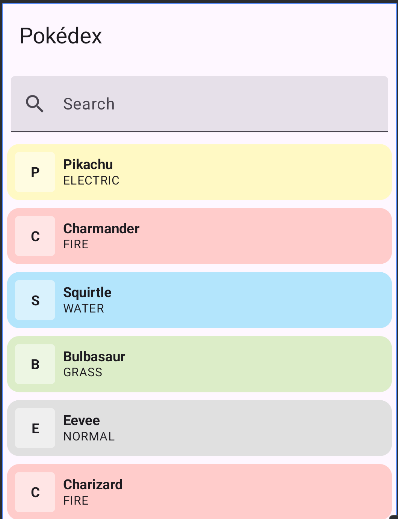 Pokédex
Search
P
Pikachu
ELECTRIC
C
Charmander
FIRE
S
Squirtle
WATER
B
Bulbasaur
GRASS
E
Eevee
NORMAL
C
Charizard
FIRE